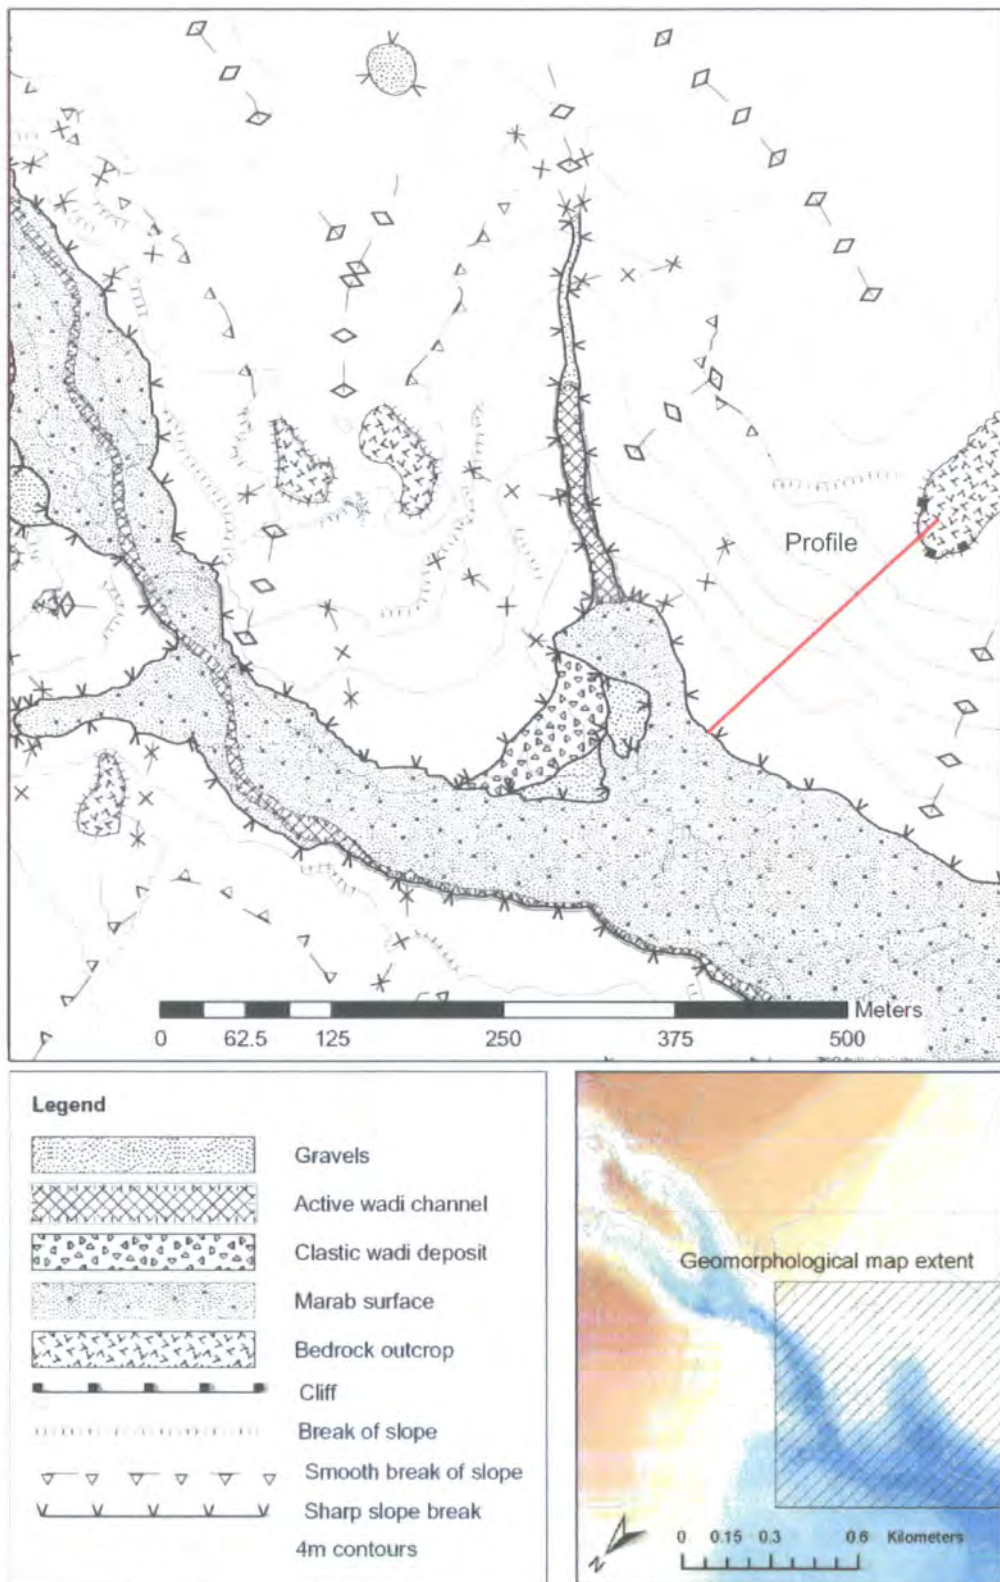 Profile
Meters
0 62.5 125 250 375 500
Legend
Gravels
Active wadi channel
Clastic wadi deposit
Marab surface
Bedrock outcrop
Cliff
Break of slope
Smooth break of slope
Sharp slope break
4m contours
Geomorphological map extent
N
0 0.15 0.3 0.6 Kilometers